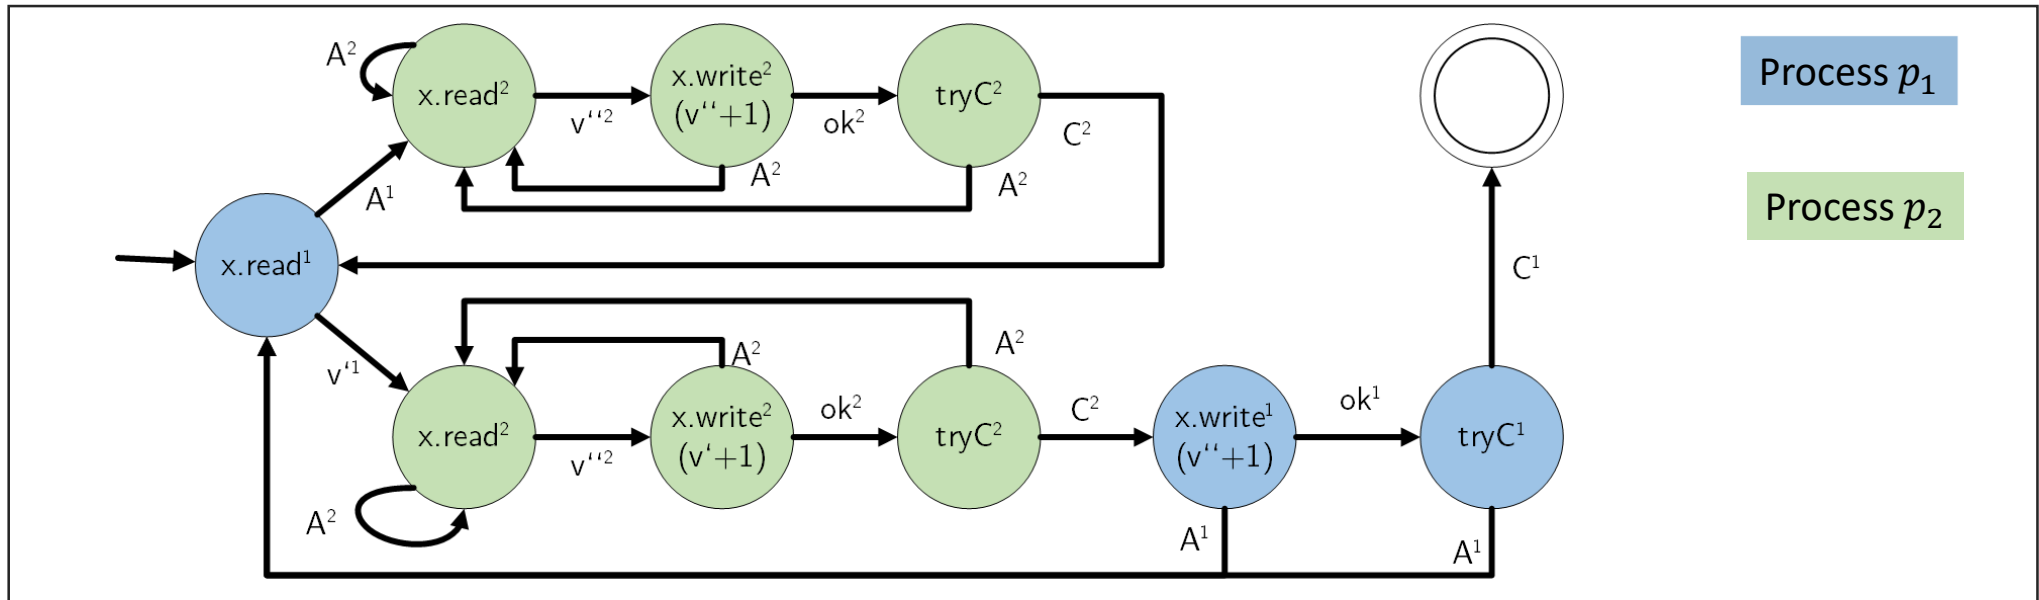 A²
x.read²
v‘‘²
x.write²
(v‘‘+1)
ok²
tryC²
C²
A²
A²
Process p₁
Process p₂
A¹
x.read¹
v‘¹
C¹
A²
A²
x.read²
v‘‘²
x.write²
(v‘+1)
ok²
tryC²
C²
x.write¹
(v‘‘+1)
ok¹
tryC¹
A²
A¹
A¹